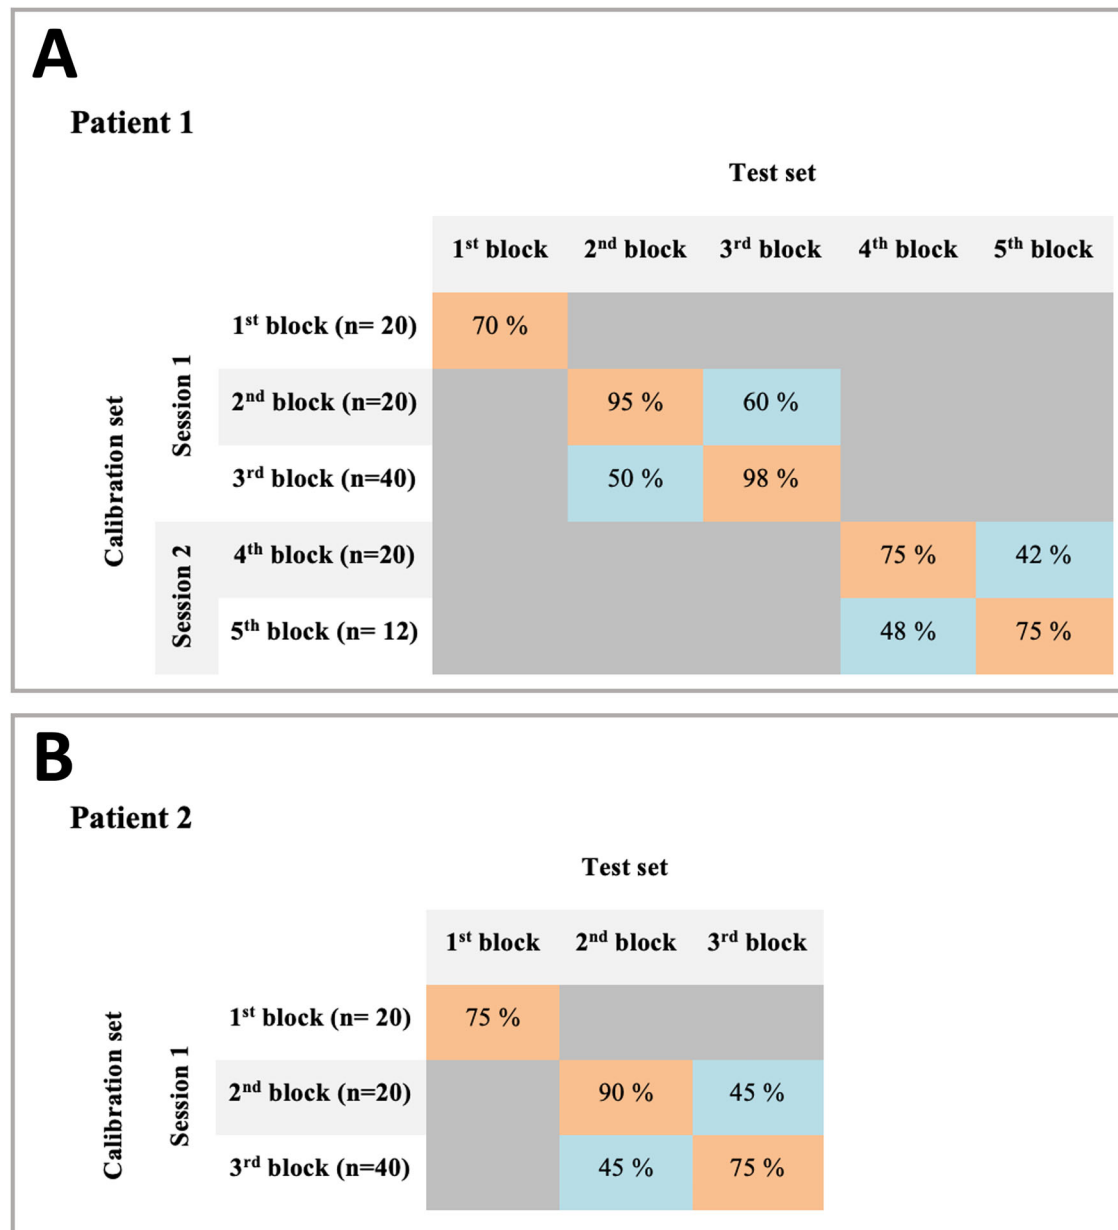 A
Patient 1
Test set
1st block 2nd block 3rd block 4th block 5th block
Calibration set
Session 1
1st block (n= 20) 70 %
2nd block (n=20) 95 % 60 %
3rd block (n=40) 50 % 98 %
Session 2
4th block (n=20) 75 % 42 %
5th block (n= 12) 48 % 75 %
B
Patient 2
Test set
1st block 2nd block 3rd block
Calibration set
Session 1
1st block (n= 20) 75 %
2nd block (n=20) 90 % 45 %
3rd block (n=40) 45 % 75 %